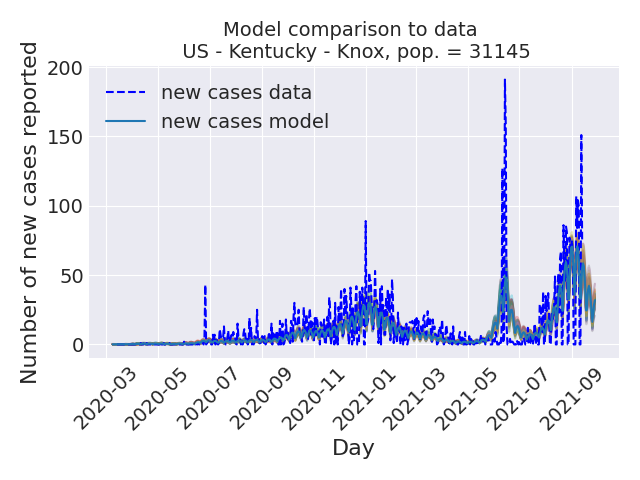 Model comparison to data
US - Kentucky - Knox, pop. = 31145
Number of new cases reported
200
150
100
50
0
new cases data
new cases model
2020-03
2020-05
2020-07
2020-09
2020-11
2021-01
2021-03
2021-05
2021-07
2021-09
Day